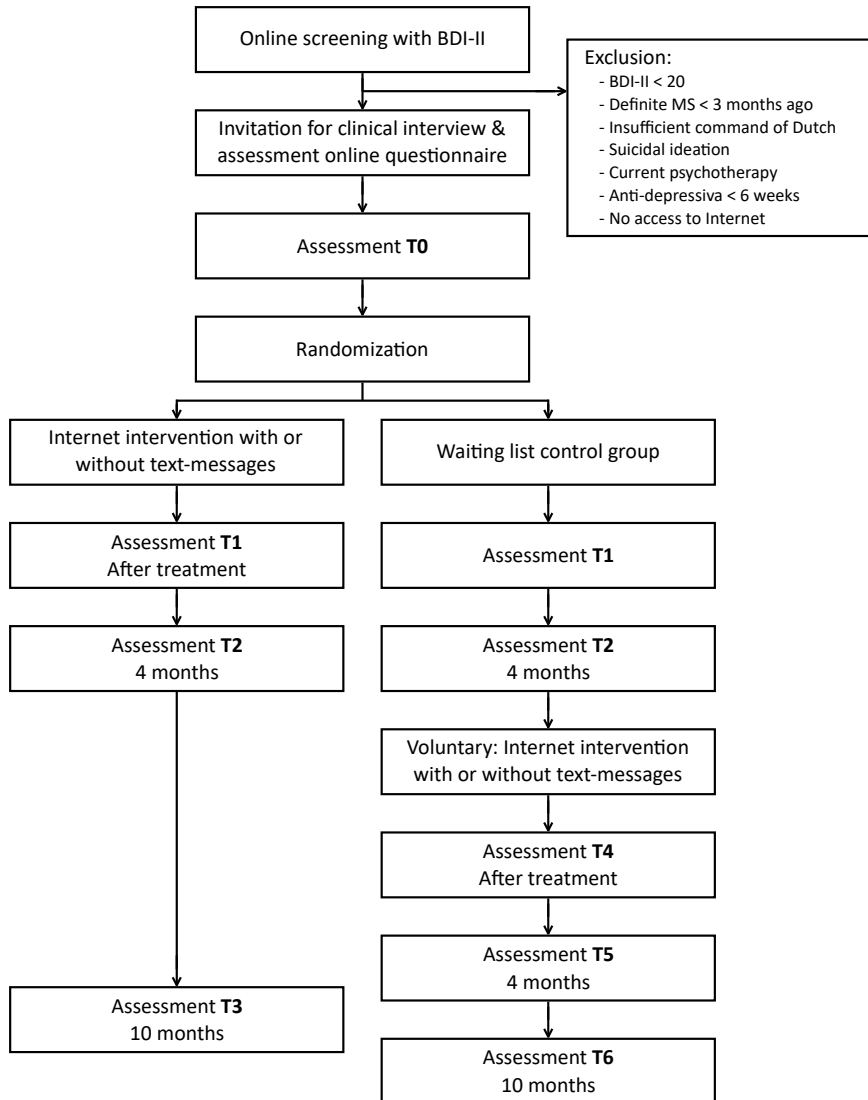 Online screening with BDI-II
Exclusion:
- BDI-II < 20
- Definite MS < 3 months ago
- Insufficient command of Dutch
- Suicidal ideation
- Current psychotherapy
- Anti-depressiva < 6 weeks
- No access to Internet
Invitation for clinical interview &
assessment online questionnaire
Assessment T0
Randomization
Internet intervention with or
without text-messages
Waiting list control group
Assessment T1
After treatment
Assessment T1
Assessment T2
4 months
Assessment T2
4 months
Voluntary: Internet intervention
with or without text-messages
Assessment T4
After treatment
Assessment T5
4 months
Assessment T3
10 months
Assessment T6
10 months